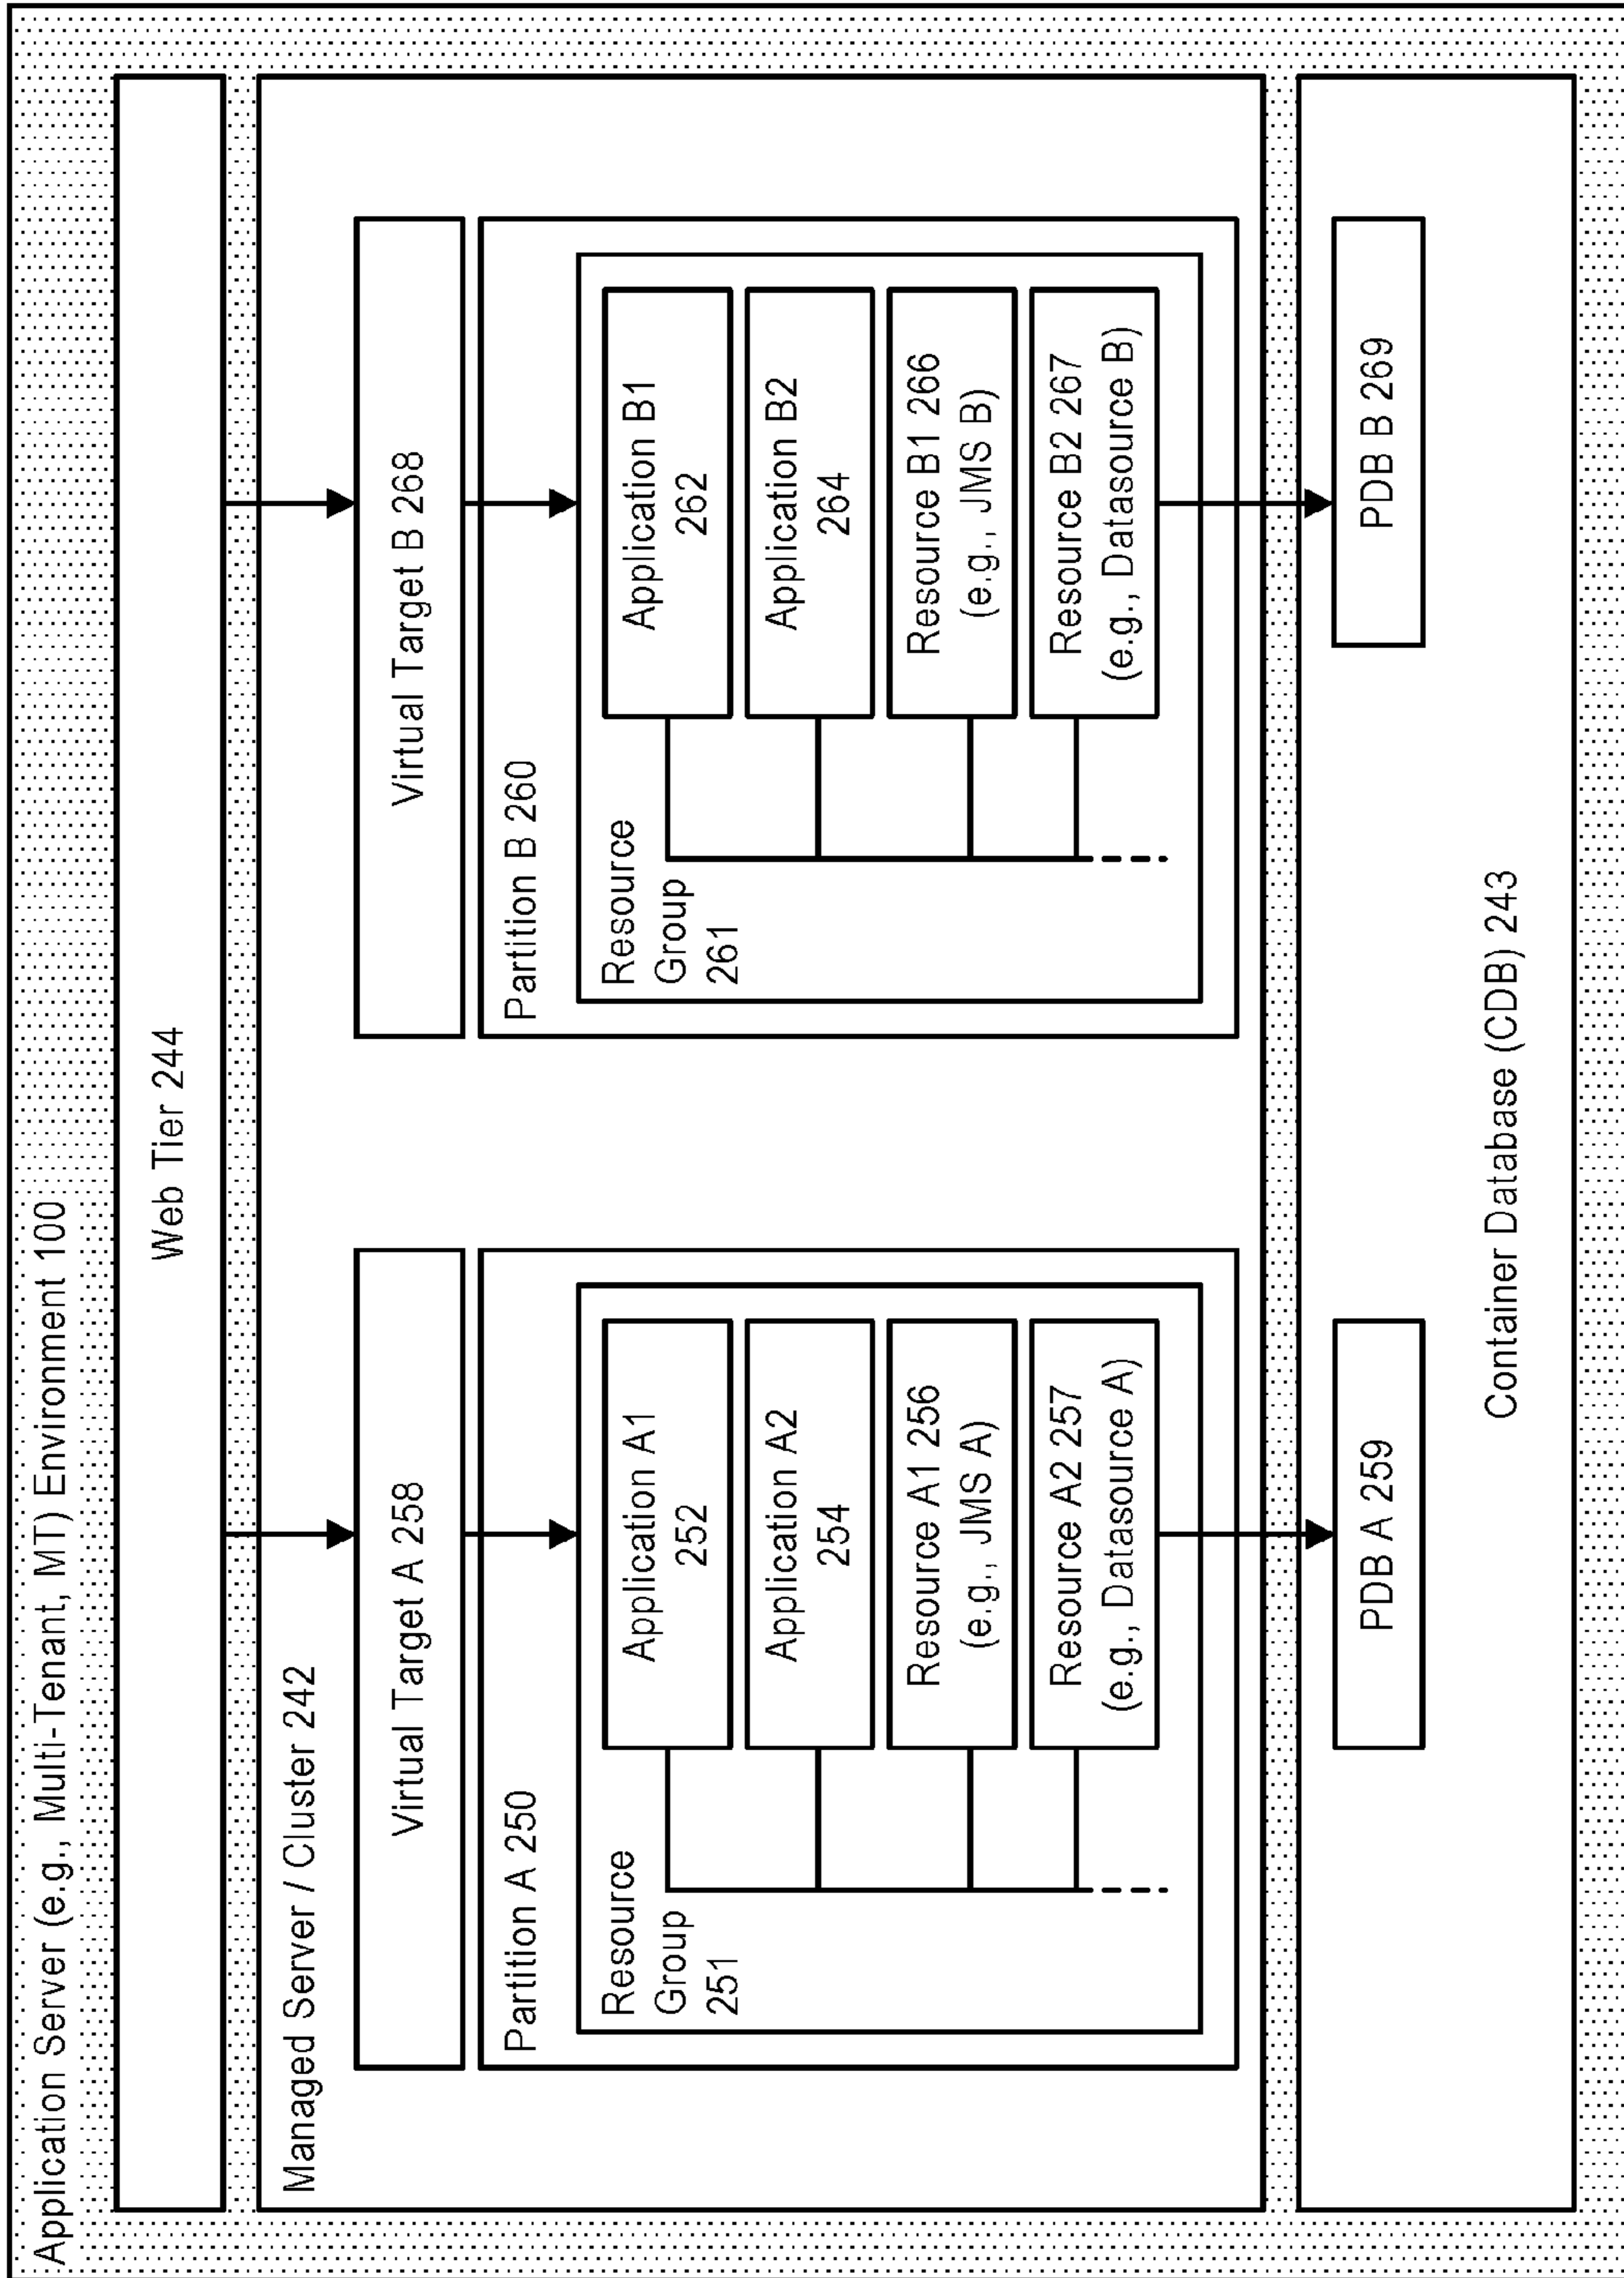 Application Server (e.g., Multi-Tenant, MT) Environment 100
Web Tier 244
Managed Server / Cluster 242
Virtual Target A 258
Partition A 250
Resource
Group
251
Application A1
252
Application A2
254
Resource A1 256
(e.g., JMS A)
Resource A2 257
(e.g., Datasource A)
Virtual Target B 268
Partition B 260
Resource
Group
261
Application B1
262
Application B2
264
Resource B1 266
(e.g., JMS B)
Resource B2 267
(e.g., Datasource B)
PDB A 259
PDB B 269
Container Database (CDB) 243